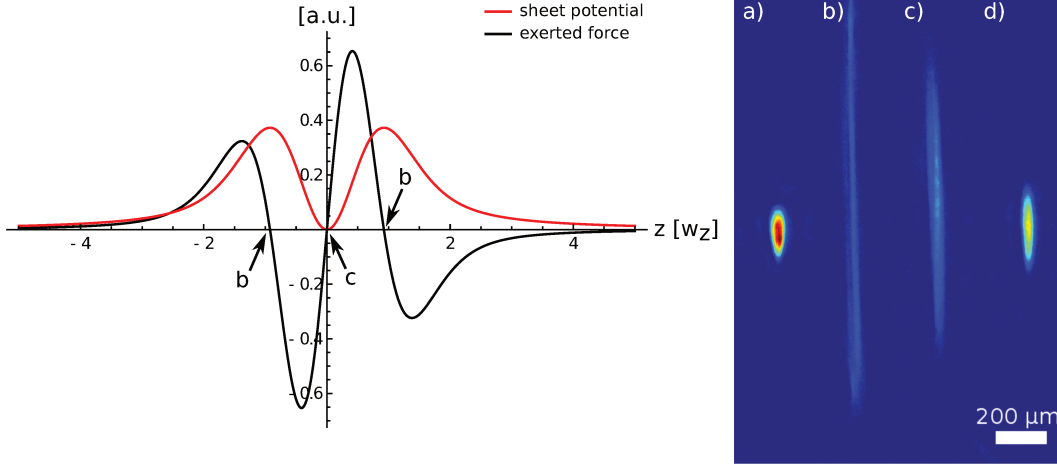 [a.u.]
sheet potential
exerted force
0.6
0.4
0.2
- 4
- 2
2
4
z [wz]
- 0.2
- 0.4
- 0.6
b
b
c
a)
b)
c)
d)
200 µm